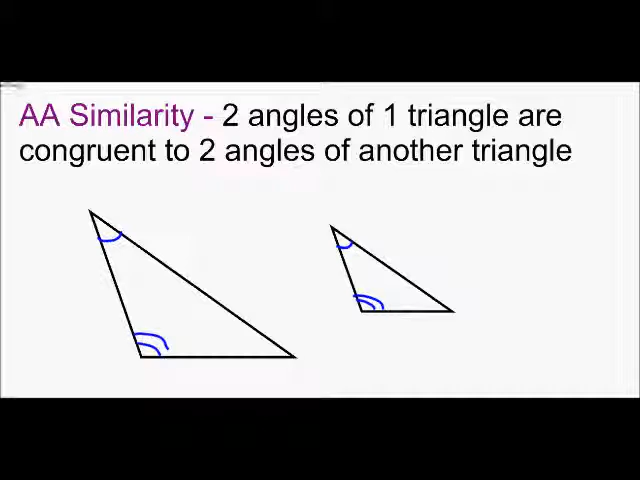 AA Similarity - 2 angles of 1 triangle are
congruent to 2 angles of another triangle